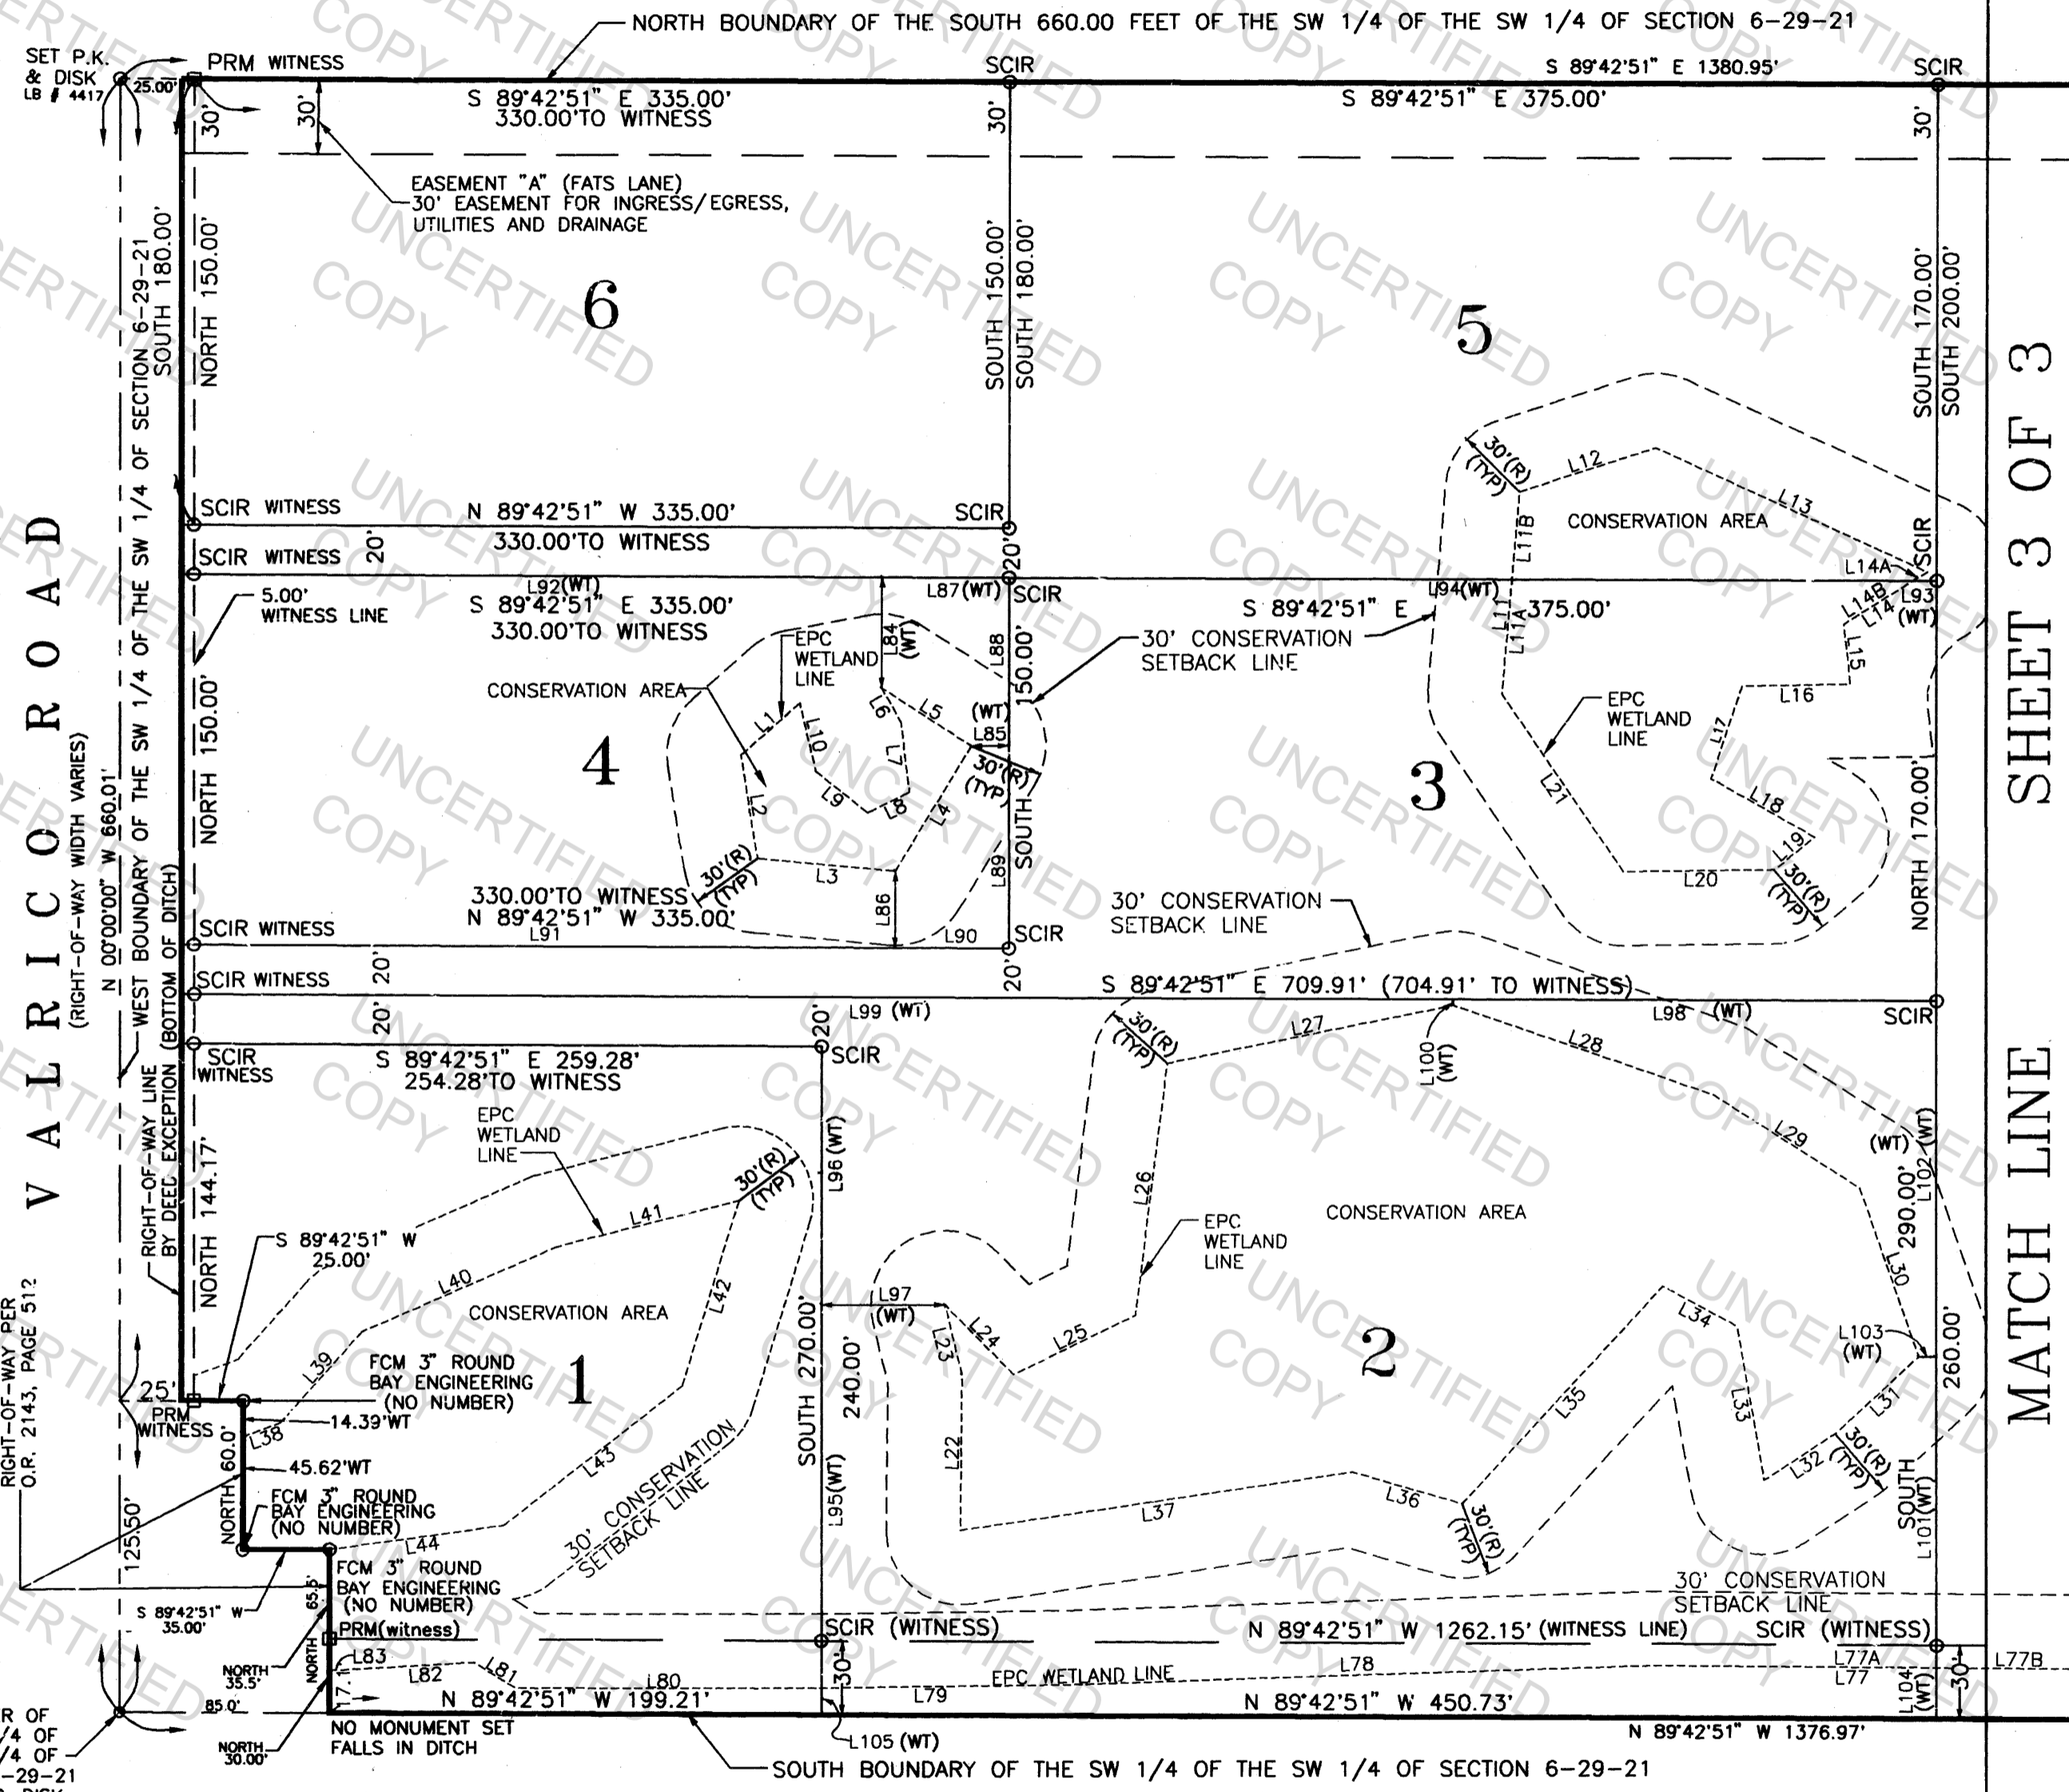 NORTH BOUNDARY OF THE SOUTH 660.00 FEET OF THE SW 1/4 OF THE SW 1/4 OF SECTION 6-29-21
SET P.K.
& DISK
LB # 4417
25.00'
PRM WITNESS
SCIR
S 89°42'51" E 1380.95'
SCIR
S 89°42'51" E 335.00'
330.00'TO WITNESS
S 89°42'51" E 375.00'
30'
30'
30'
30'
EASEMENT "A" (FATS LANE)
30' EASEMENT FOR INGRESS/EGRESS,
UTILITIES AND DRAINAGE
SOUTH 180.00'
NORTH 150.00'
SOUTH 150.00'
SOUTH 180.00'
SOUTH 170.00'
SOUTH 200.00'
6
5
30'(R)
(TYP)
L12
L13
L11B
CONSERVATION AREA
SCIR WITNESS
N 89°42'51" W 335.00'
330.00'TO WITNESS
SCIR
SCIR
SCIR WITNESS
20'
20'
L92(WT)
S 89°42'51" E 335.00'
330.00'TO WITNESS
L87(WT)
SCIR
L94(WT)
S 89°42'51" E
375.00'
L14A
L14B
L14
L93
(WT)
L11
L11A
L15
L16
L17
L18
L19
L20
L21
5.00'
WITNESS LINE
EPC
WETLAND
LINE
L84
(WT)
L88
30' CONSERVATION
SETBACK LINE
CONSERVATION AREA
150.00'
SOUTH
L1
L10
L6
L5
L7
(WT)
L85
30'(R)
(TYP)
4
L2
L9
L8
L4
L3
L86
L89
30'(R)
(TYP)
EPC
WETLAND
LINE
3
30'(R)
(TYP)
NORTH 170.00'
NORTH 150.00'
330.00'TO WITNESS
N 89°42'51" W 335.00'
SCIR WITNESS
L91
L90
SCIR
30' CONSERVATION
SETBACK LINE
SCIR WITNESS
20'
20'
S 89°42'51" E 709.91' (704.91' TO WITNESS)
L99 (WT)
L98 (WT)
SCIR
20'
20'
SCIR
WITNESS
S 89°42'51" E 259.28'
254.28'TO WITNESS
SCIR
30'(R)
(TYP)
L27
L100
(WT)
L28
L29
EPC
WETLAND
LINE
30'(R)
(TYP)
L96(WT)
L26
EPC
WETLAND
LINE
CONSERVATION AREA
(WT)
L102(WT)
290.00'
L30
L41
L40
L42
CONSERVATION AREA
S 89°42'51" W
25.00'
NORTH 144.17'
L97
(WT)
L24
L23
L25
2
L34
L35
L33
L103
(WT)
260.00'
L31
L32
30'(R)
(TYP)
L39
FCM 3" ROUND
BAY ENGINEERING
(NO NUMBER)
1
SOUTH 270.00'
240.00'
25'
PRM
WITNESS
14.39'WT
L38
45.62'WT
NORTH 60.0'
FCM 3" ROUND
BAY ENGINEERING
(NO NUMBER)
L43
L44
30' CONSERVATION
SETBACK LINE
L95(WT)
L22
L37
L36
30'(R)
(TYP)
SOUTH
L101(WT)
FCM 3" ROUND
BAY ENGINEERING
(NO NUMBER)
125.50'
S 89°42'51" W
35.00'
65.5'
30' CONSERVATION
SETBACK LINE
PRM(witness)
SCIR (WITNESS)
N 89°42'51" W 1262.15' (WITNESS LINE)
SCIR (WITNESS)
NORTH
NORTH
35.5'
L83
L82
L81
L80
L79
EPC WETLAND LINE
L78
L77A
L77
L77B
30'
30'
L104
(WT)
17.1'
85.0'
N 89°42'51" W 199.21'
N 89°42'51" W 450.73'
NORTH
30.00'
NO MONUMENT SET
FALLS IN DITCH
L105 (WT)
N 89°42'51" W 1376.97'
SOUTH BOUNDARY OF THE SW 1/4 OF THE SW 1/4 OF SECTION 6-29-21
VALRICO ROAD
(RIGHT-OF-WAY WIDTH VARIES)
N 00°00'00" W 660.01'
WEST BOUNDARY OF THE SW 1/4 OF THE SW 1/4 OF SECTION 6-29-21
RIGHT-OF-WAY LINE
BY DEED EXCEPTION (BOTTOM OF DITCH)
RIGHT-OF-WAY PER
O.R. 2143, PAGE 512
R OF
/4 OF
/4 OF
-29-21
DISK
MATCH LINE SHEET 3 OF 3
UNCERTIFIED
COPY